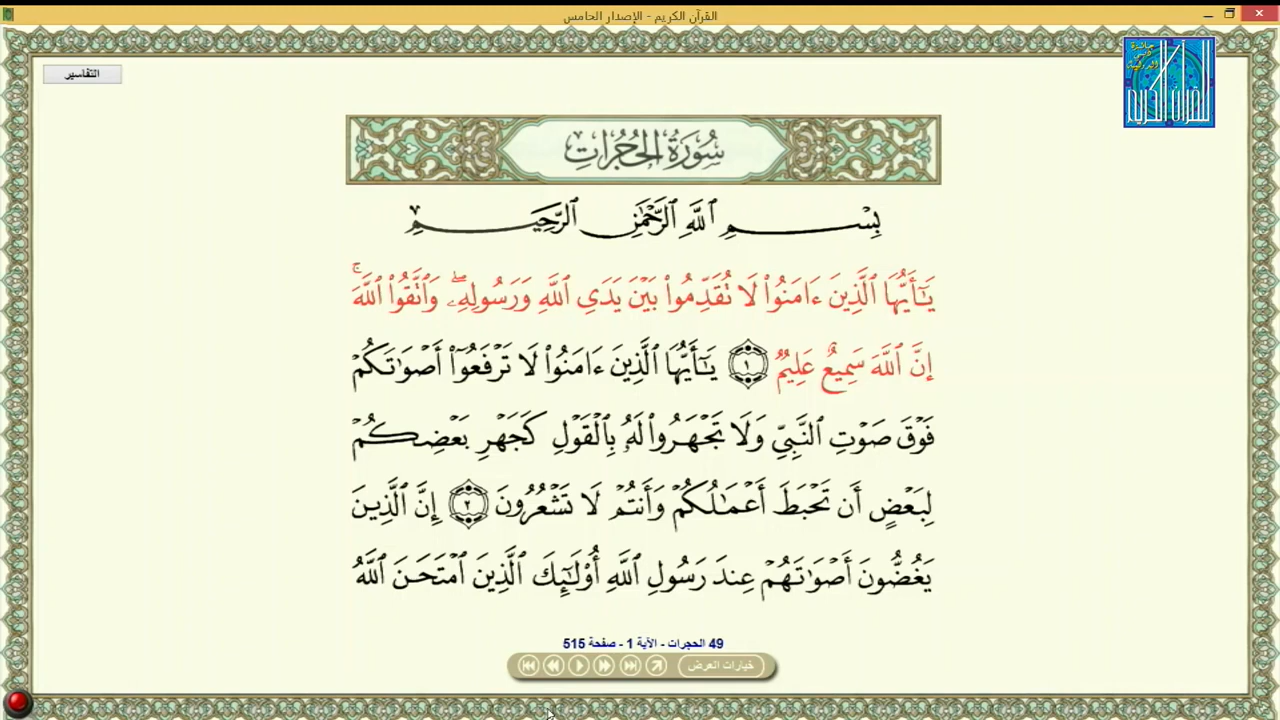 القرآن الكريم - الإصدار الخامس
التفاسير
للقرآن الكريم
سُورَةُ الحُجُرَاتِ
بِسْمِ ٱللَّهِ ٱلرَّحْمَٰنِ ٱلرَّحِيمِ
يَٰٓأَيُّهَا ٱلَّذِينَ ءَامَنُوا۟ لَا تُقَدِّمُوا۟ بَيْنَ يَدَىِ ٱللَّهِ وَرَسُولِهِۦ ۖ وَٱتَّقُوا۟ ٱللَّهَ ۚ
إِنَّ ٱللَّهَ سَمِيعٌ عَلِيمٌ ١ يَٰٓأَيُّهَا ٱلَّذِينَ ءَامَنُوا۟ لَا تَرْفَعُوٓا۟ أَصْوَٰتَكُمْ
فَوْقَ صَوْتِ ٱلنَّبِىِّ وَلَا تَجْهَرُوا۟ لَهُۥ بِٱلْقَوْلِ كَجَهْرِ بَعْضِكُمْ
لِبَعْضٍ أَن تَحْبَطَ أَعْمَٰلُكُمْ وَأَنتُمْ لَا تَشْعُرُونَ ٢ إِنَّ ٱلَّذِينَ
يَغُضُّونَ أَصْوَٰتَهُمْ عِندَ رَسُولِ ٱللَّهِ أُو۟لَٰٓئِكَ ٱلَّذِينَ ٱمْتَحَنَ ٱللَّهُ
49 الحجرات - الآية 1 - صفحة 515
خيارات العرض